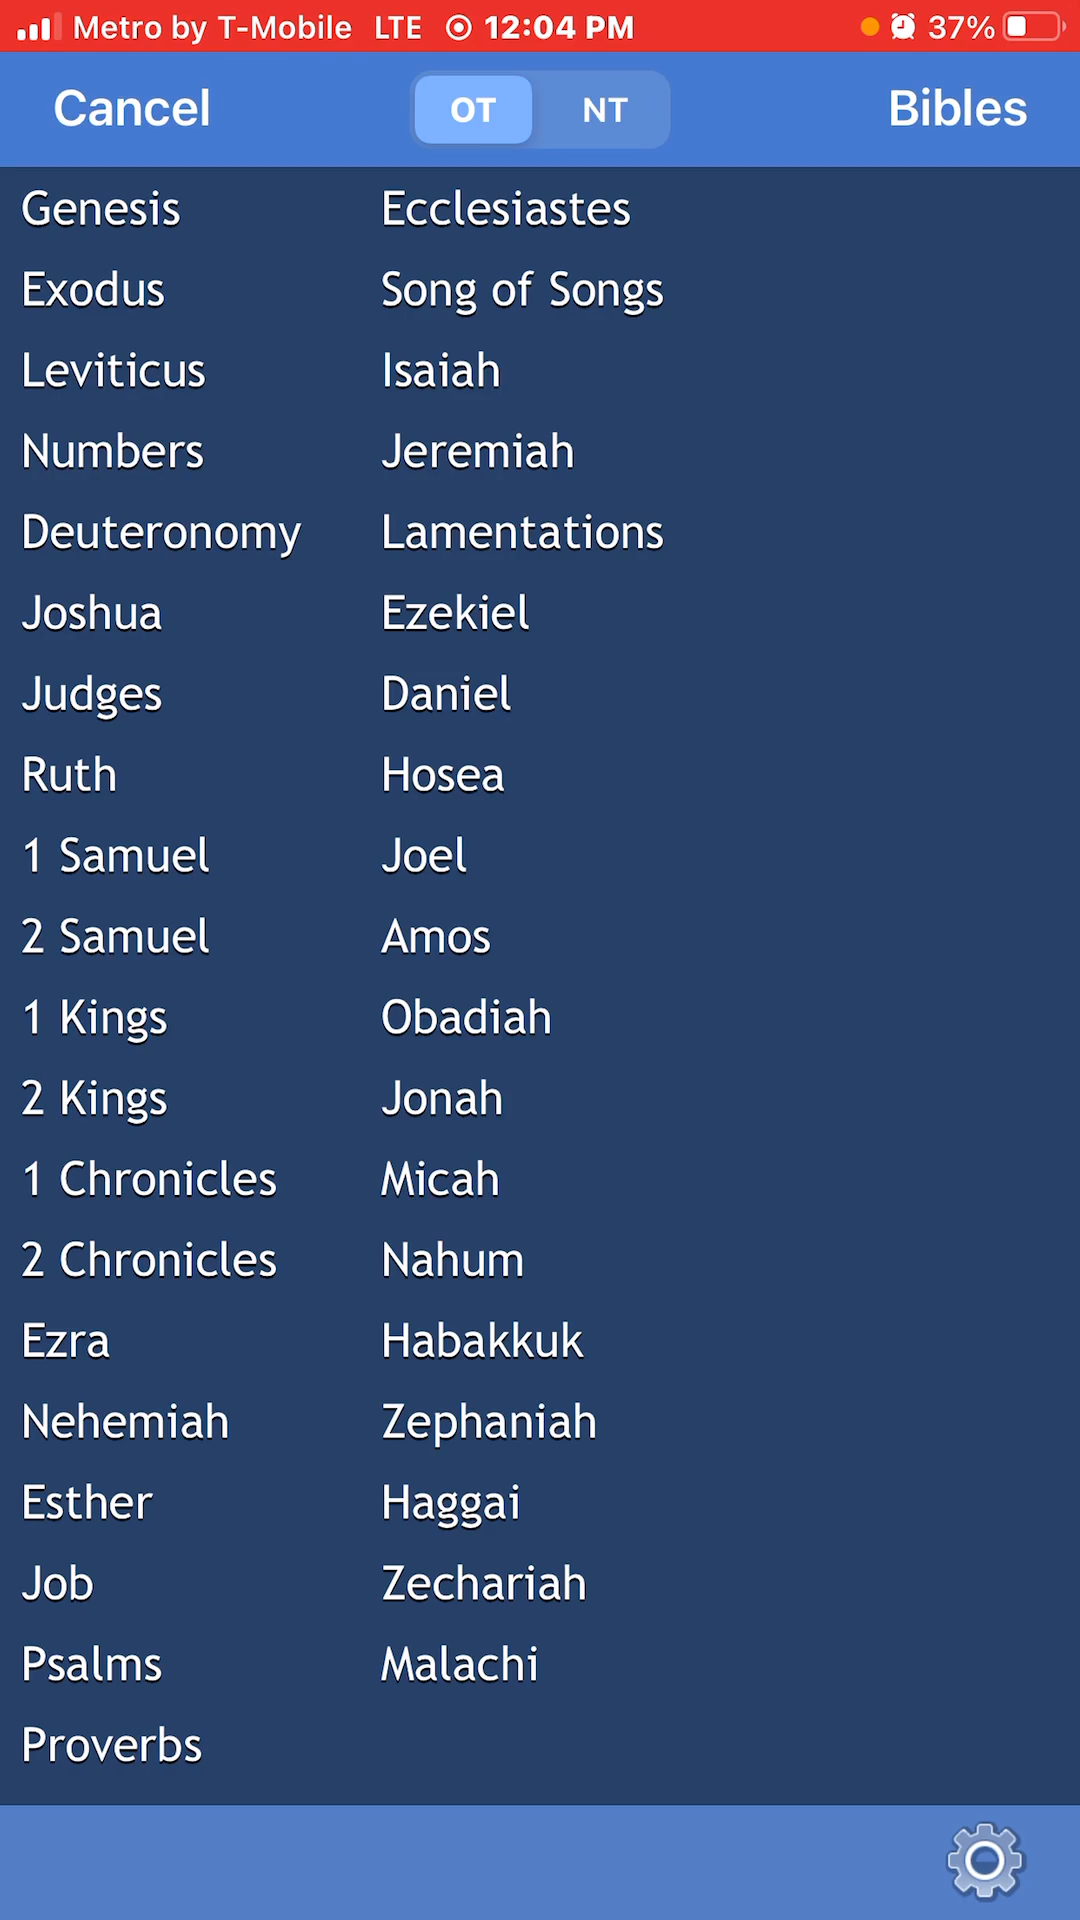 Metro by T-Mobile LTE 12:04 PM 37%
Cancel OT NT Bibles
Genesis
Exodus
Leviticus
Numbers
Deuteronomy
Joshua
Judges
Ruth
1 Samuel
2 Samuel
1 Kings
2 Kings
1 Chronicles
2 Chronicles
Ezra
Nehemiah
Esther
Job
Psalms
Proverbs
Ecclesiastes
Song of Songs
Isaiah
Jeremiah
Lamentations
Ezekiel
Daniel
Hosea
Joel
Amos
Obadiah
Jonah
Micah
Nahum
Habakkuk
Zephaniah
Haggai
Zechariah
Malachi